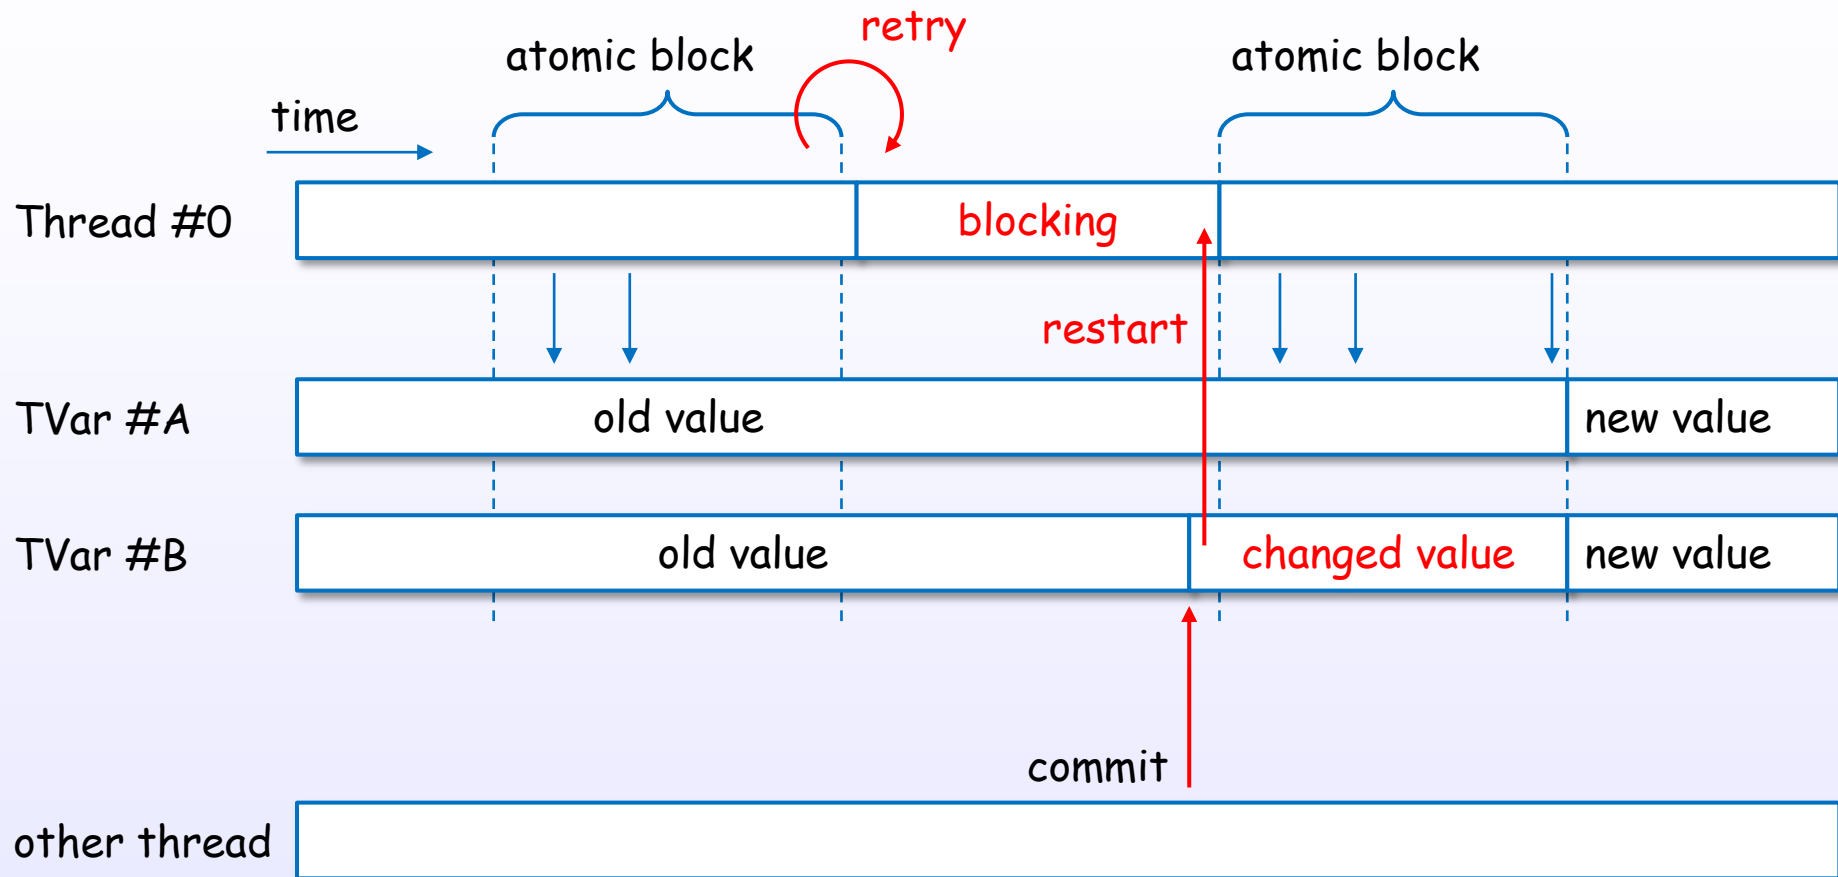 retry
atomic block
atomic block
time
Thread #0
blocking
restart
TVar #A
old value
new value
TVar #B
old value
changed value
new value
commit
other thread